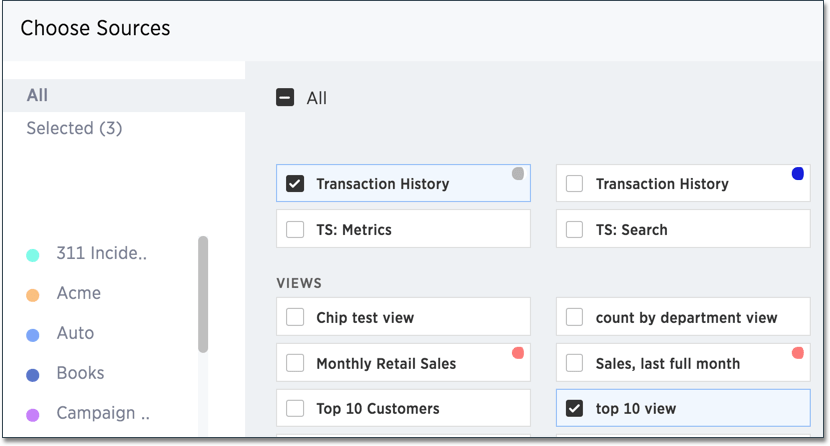 Choose Sources
All
Selected (3)
311 Incide..
Acme
Auto
Books
Campaign ..
All
Transaction History
Transaction History
TS: Metrics
TS: Search
VIEWS
Chip test view
count by department view
Monthly Retail Sales
Sales, last full month
Top 10 Customers
top 10 view